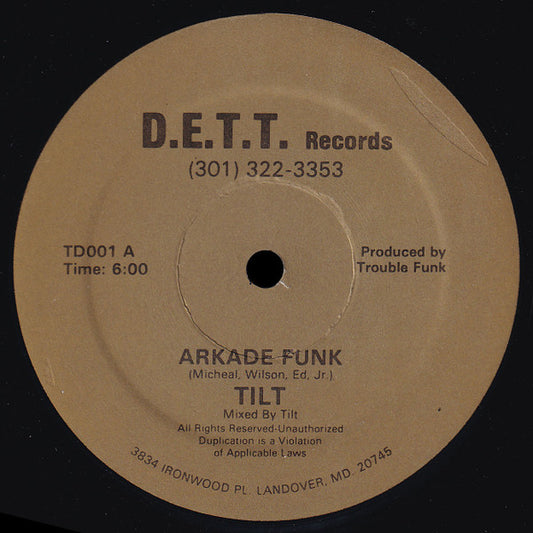 D.E.T.T. Records
(301) 322-3353
TD001 A
Time: 6:00
Produced by
Trouble Funk
ARKADE FUNK
(Micheal, Wilson, Ed, Jr.)
TILT
Mixed By Tilt
All Rights Reserved-Unauthorized
Duplication is a Violation
of Applicable Laws
3834 IRONWOOD PL. LANDOVER, MD. 20745